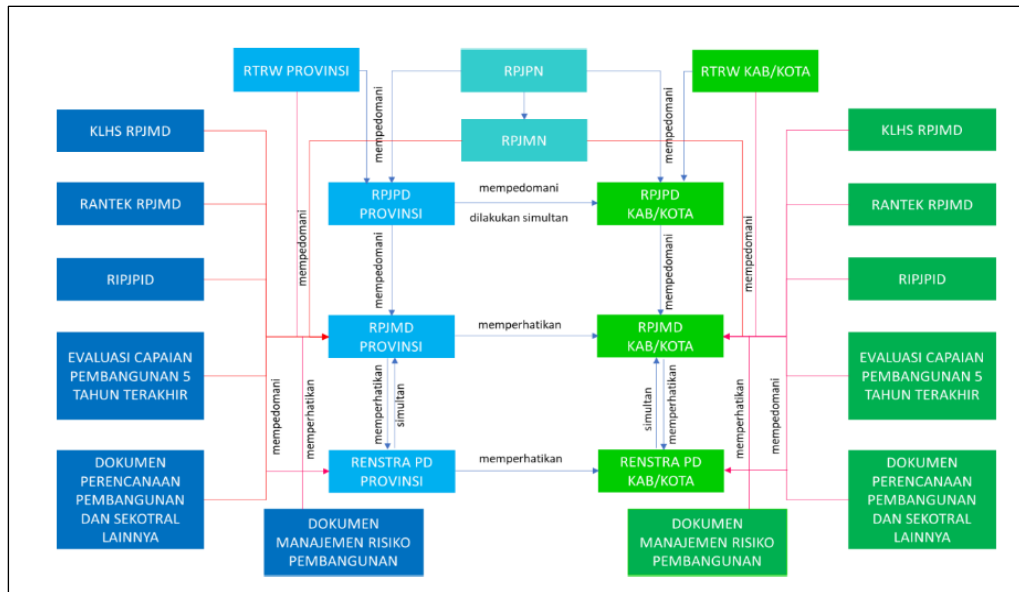 RTRW PROVINSI
RPJPN
RTRW KAB/KOTA
mempedomani
mempedomani
KLHS RPJMD
RPJMN
KLHS RPJMD
RANTEK RPJMD
RPJPD
PROVINSI
mempedomani
dilakukan simultan
RPJPD
KAB/KOTA
RANTEK RPJMD
mempedomani
mempedomani
mempedomani
mempedomani
RIPJPID
RIPJPID
RPJMD
PROVINSI
memperhatikan
RPJMD
KAB/KOTA
EVALUASI CAPAIAN
PEMBANGUNAN 5
TAHUN TERAKHIR
EVALUASI CAPAIAN
PEMBANGUNAN 5
TAHUN TERAKHIR
mempedomani
memperhatikan
memperhatikan
simultan
simultan
memperhatikan
memperhatikan
mempedomani
DOKUMEN
PERENCANAAN
PEMBANGUNAN
DAN SEKOTRAL
LAINNYA
RENSTRA PD
PROVINSI
memperhatikan
RENSTRA PD
KAB/KOTA
DOKUMEN
PERENCANAAN
PEMBANGUNAN
DAN SEKOTRAL
LAINNYA
DOKUMEN
MANAJEMEN RISIKO
PEMBANGUNAN
DOKUMEN
MANAJEMEN RISIKO
PEMBANGUNAN